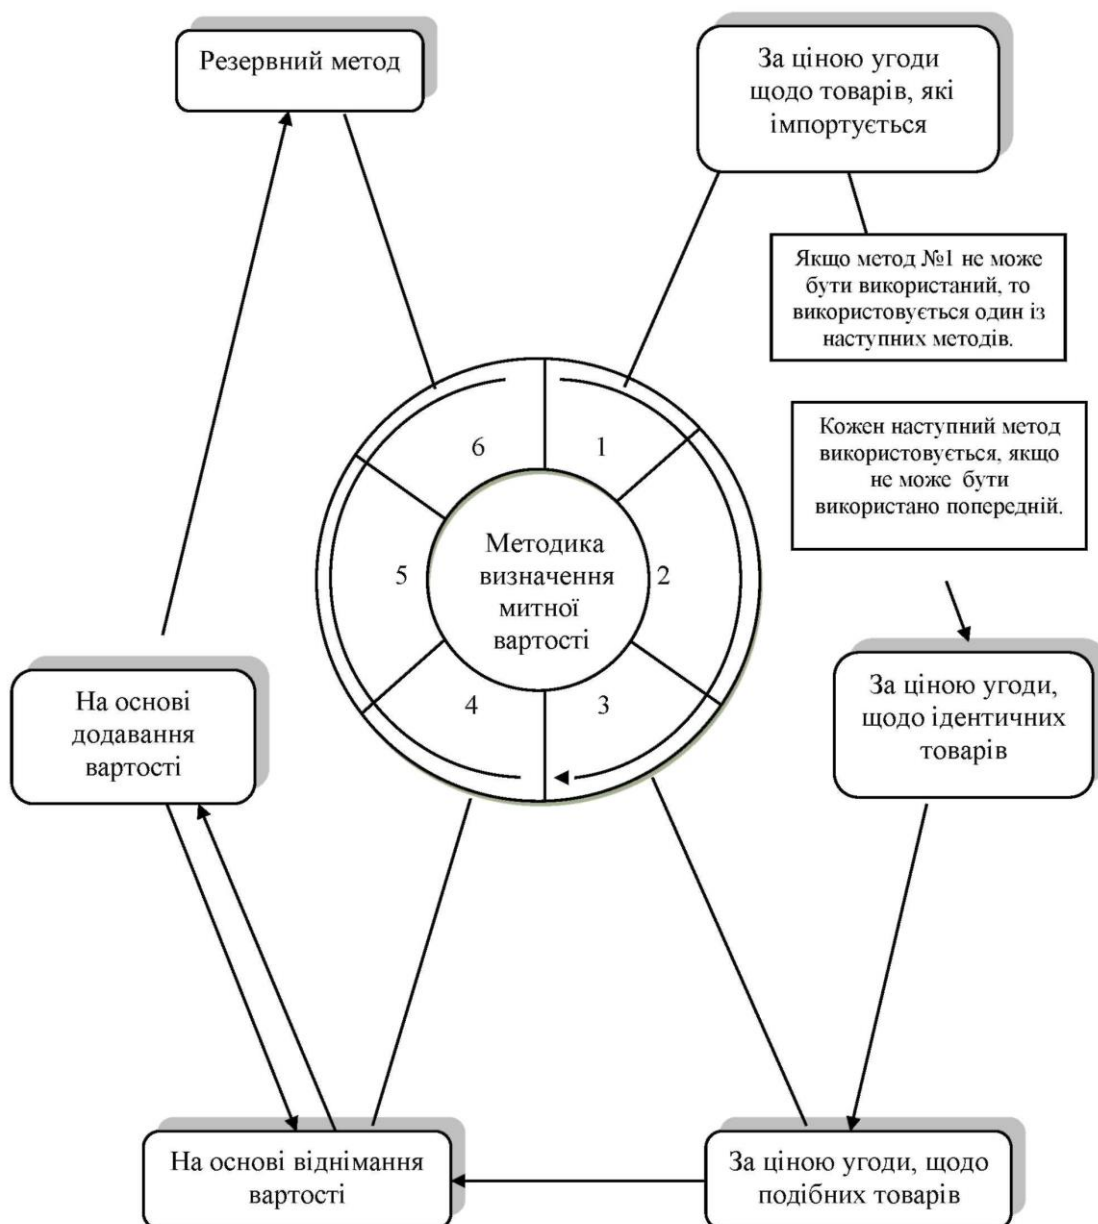 Резервний метод
За ціною угоди
щодо товарів, які
імпортується
Якщо метод №1 не може
бути використаний, то
використовується один із
наступних методів.
Кожен наступний метод
використовується, якщо
не може бути
використано попередній.
6
1
5
2
4
3
Методика
визначення
митної
вартості
На основі
додавання
вартості
За ціною угоди,
щодо ідентичних
товарів
На основі віднімання
вартості
За ціною угоди, щодо
подібних товарів